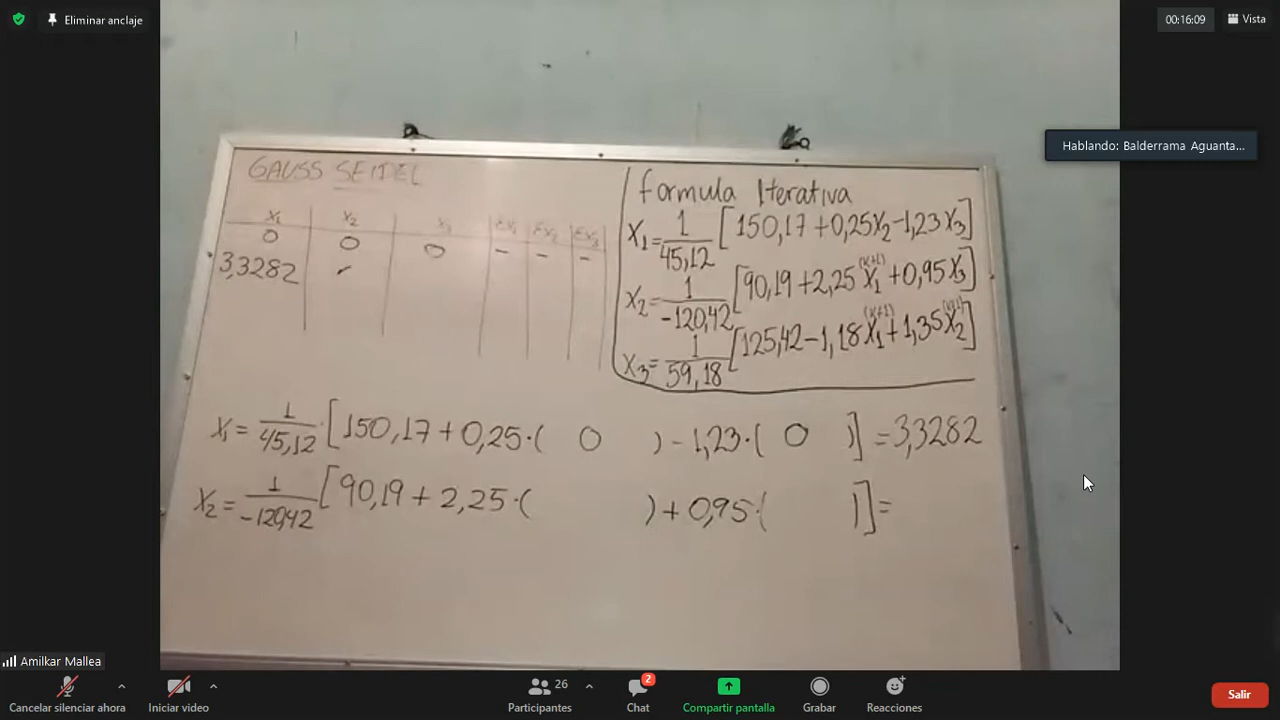 Eliminar anclaje
00:16:09
Vista
Hablando: Balderrama Aguanta...
GAUSS SEIDEL
X₁ X₂ X₃ EX₁ EX₂ EX₃
0 0 0 - - -
3,3282
formula Iterativa
X₁= 1/45,12 [150,17+0,25X₂-1,23X₃]
X₂= 1/-120,42 [90,19+2,25X₁^(k+1)+0,95X₃]
X₃= 1/59,18 [125,42-1,18X₁^(k+1)+1,35X₂^(k+1)]
X₁= 1/45,12·[150,17+0,25·( 0 )-1,23·( 0 )]=3,3282
X₂= 1/-120,42 [90,19+2,25·( )+0,95·( )]=
Amilkar Mallea
Cancelar silenciar ahora
Iniciar video
26
Participantes
2
Chat
Compartir pantalla
Grabar
Reacciones
Salir